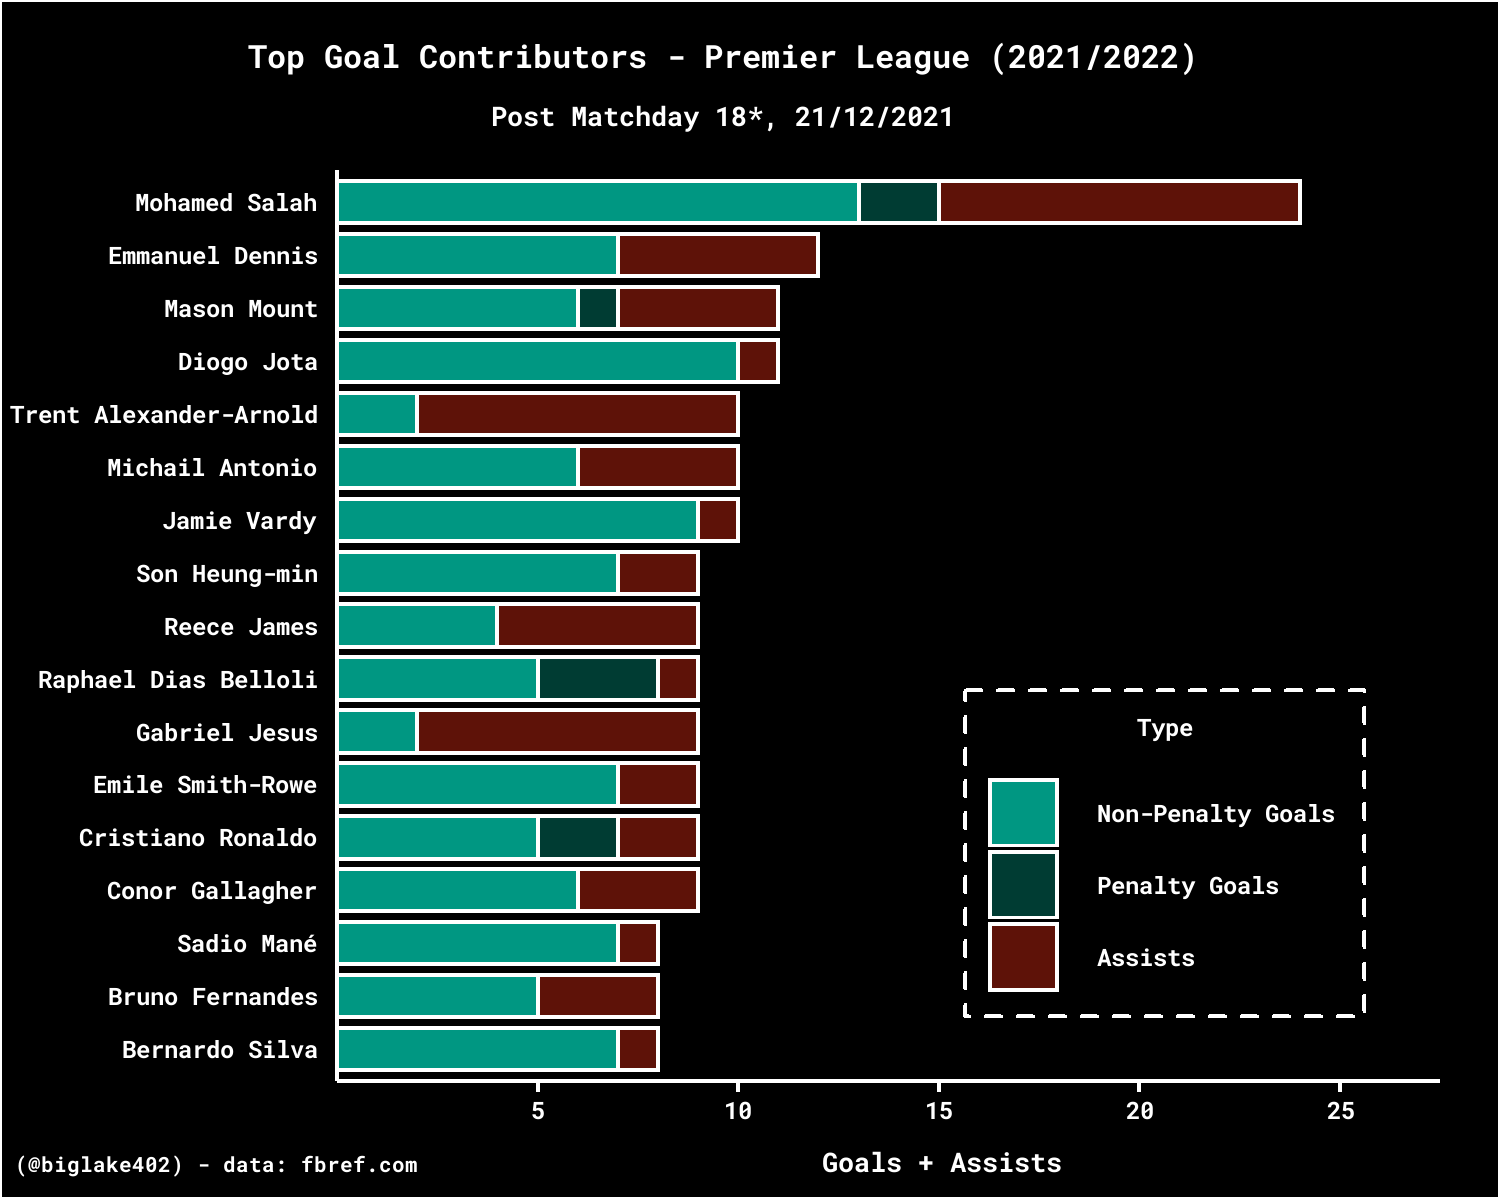 Top Goal Contributors - Premier League (2021/2022)
Post Matchday 18*, 21/12/2021
Mohamed Salah
Emmanuel Dennis
Mason Mount
Diogo Jota
Trent Alexander-Arnold
Michail Antonio
Jamie Vardy
Son Heung-min
Reece James
Raphael Dias Belloli
Gabriel Jesus
Emile Smith-Rowe
Cristiano Ronaldo
Conor Gallagher
Sadio Mané
Bruno Fernandes
Bernardo Silva
Type
Non-Penalty Goals
Penalty Goals
Assists
5 10 15 20 25
Goals + Assists
(@biglake402) - data: fbref.com